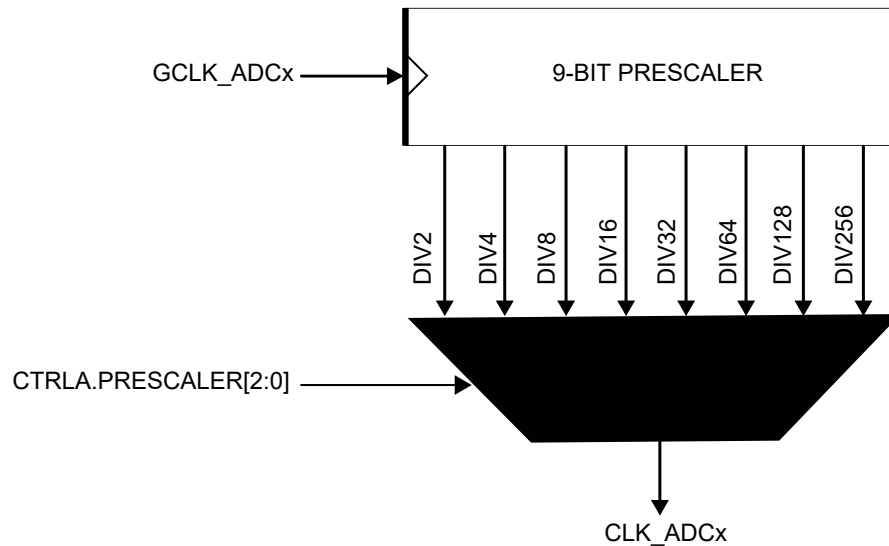 GCLK_ADCx
9-BIT PRESCALER
DIV2
DIV4
DIV8
DIV16
DIV32
DIV64
DIV128
DIV256
CTRLA.PRESCALER[2:0]
CLK_ADCx